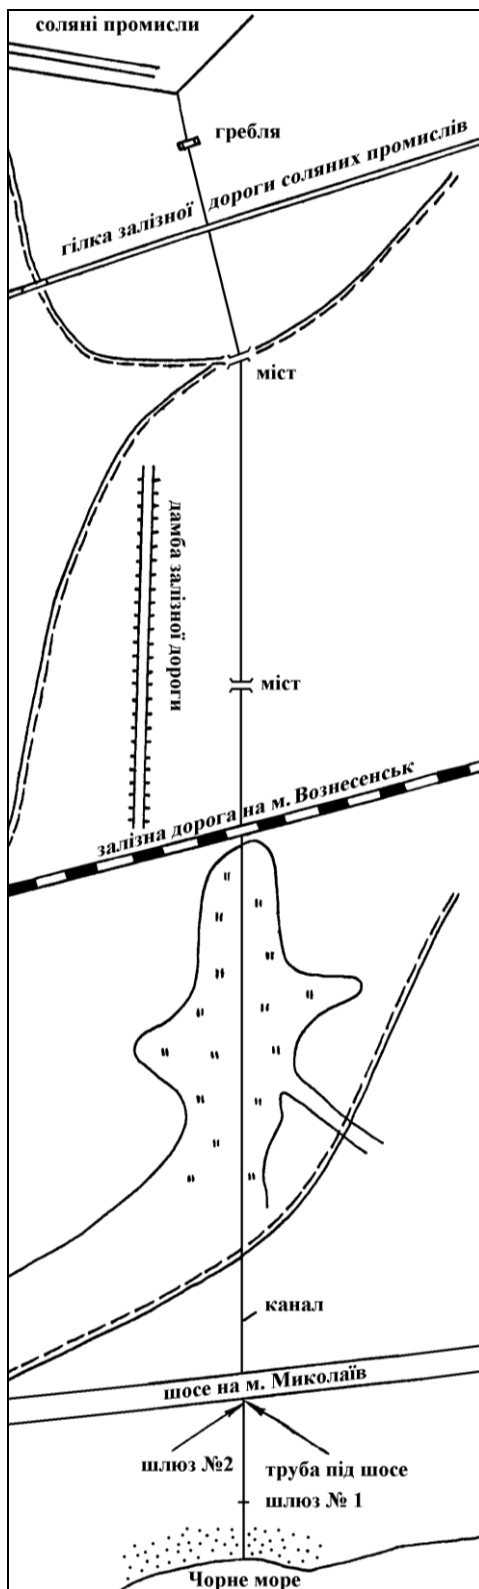 соляні промисли
гребля
гілка залізної дороги соляних промислів
міст
дамба залізної дороги
міст
залізна дорога на м. Вознесенськ
канал
шосе на м. Миколаїв
шлюз №2
труба під шосе
шлюз № 1
Чорне море